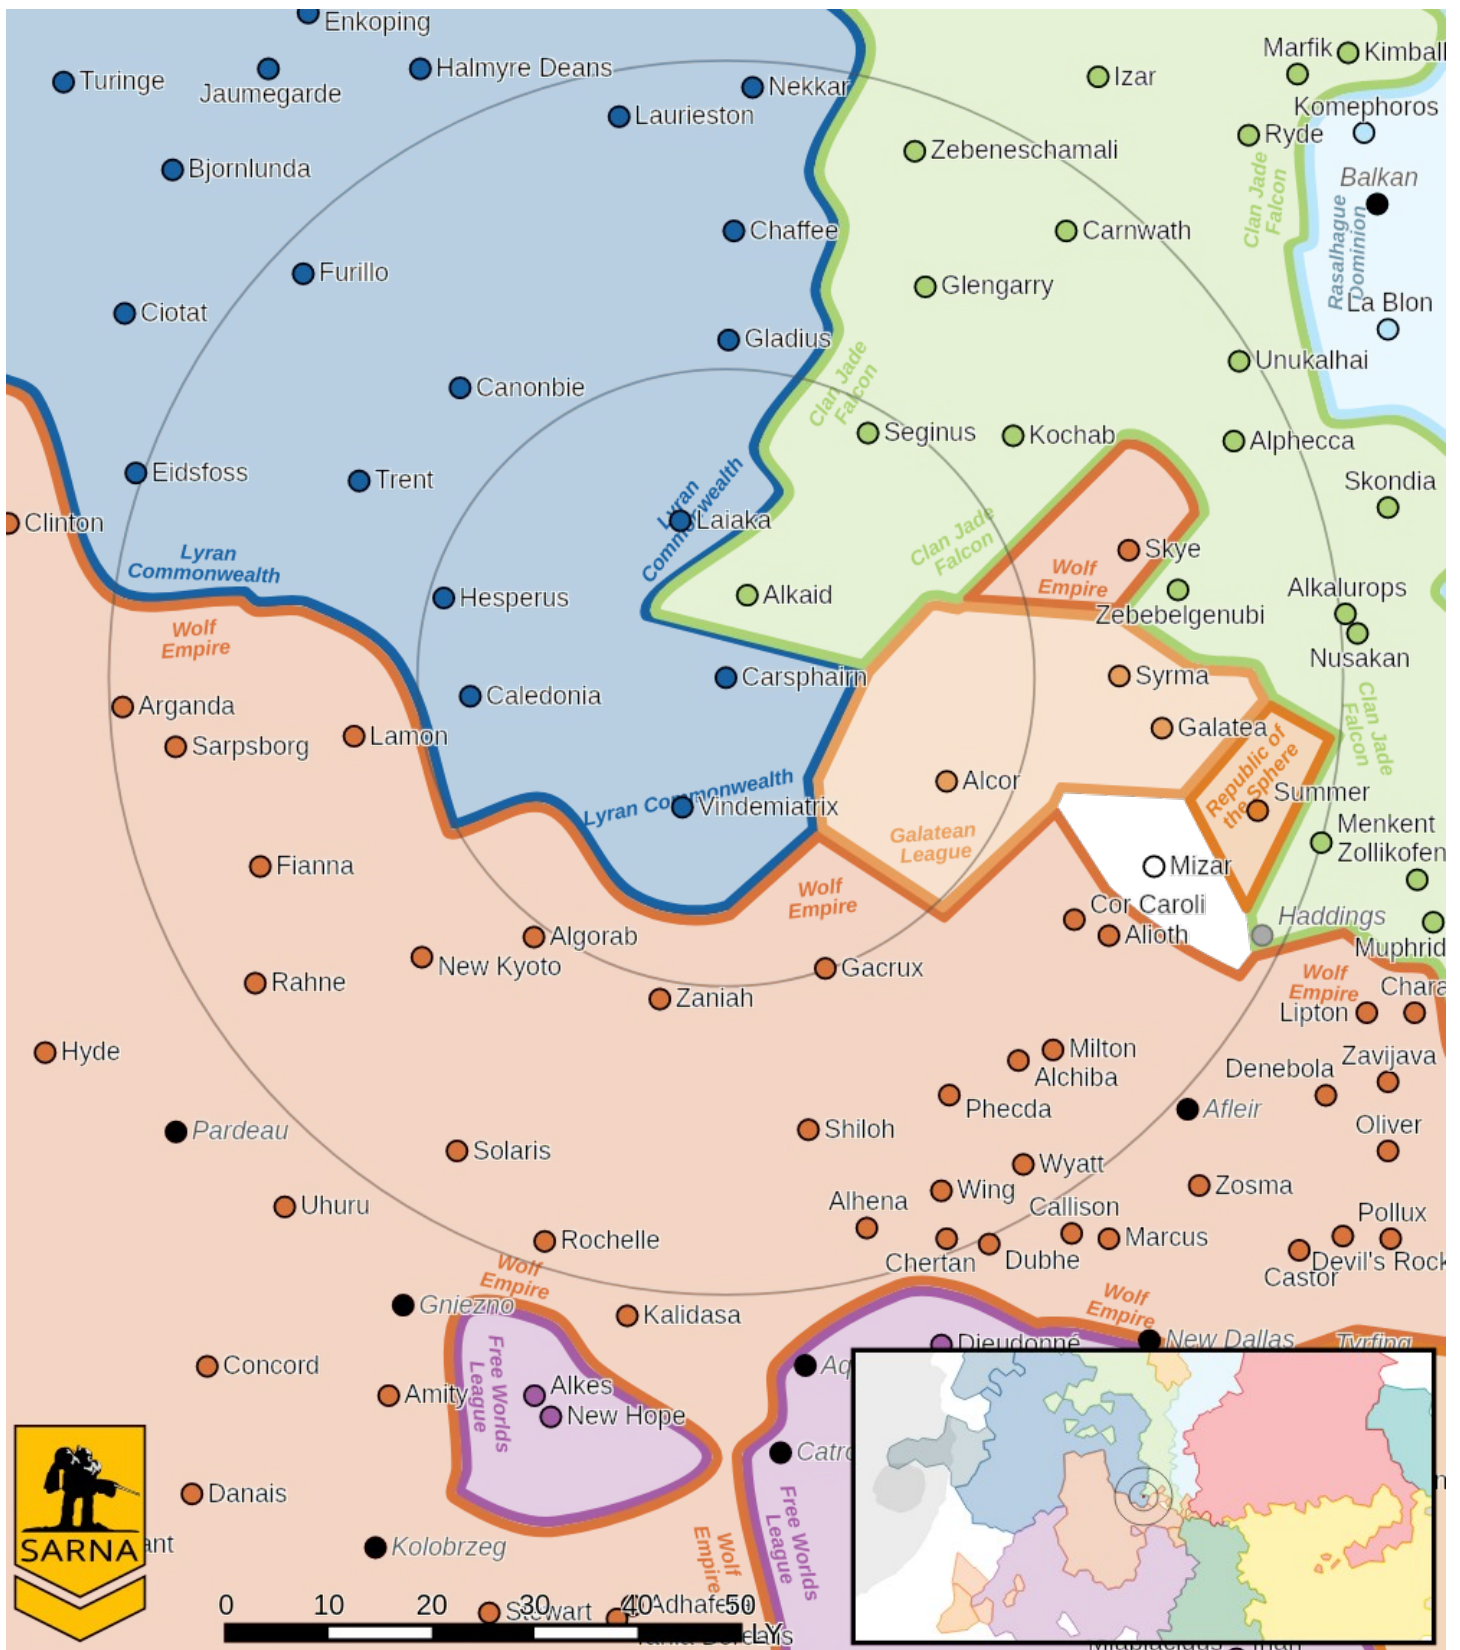 Enkoping
Turinge
Jaumegarde
Halmyre Deans
Nekkar
Laurieston
Izar
Marfik
Kimball
Komephoros
Ryde
Bjornlunda
Zebeneschamali
Balkan
Chaffee
Carnwath
Clan Jade
Falcon
Rasalhague
Dominion
Furillo
Glengarry
Ciotat
La Blon
Gladius
Unukalhai
Canonbie
Clan Jade
Falcon
Seginus
Kochab
Alphecca
Eidsfoss
Trent
Skondia
Clinton
Lyran
Commonwealth
Laiaka
Clan Jade
Falcon
Skye
Lyran
Commonwealth
Wolf
Empire
Hesperus
Alkaid
Zebebelgenubi
Alkalurops
Nusakan
Wolf
Empire
Carsphairn
Syrma
Caledonia
Arganda
Sarpsborg
Lamon
Galatea
Clan Jade
Falcon
Republic of
the Sphere
Alcor
Summer
Lyran Commonwealth
Vindemiatrix
Galatean
League
Menkent
Zollikofen
Fianna
Mizar
Wolf
Empire
Cor Caroli
Alioth
Haddings
Muphrid
Algorab
New Kyoto
Gacrux
Rahne
Zaniah
Wolf
Empire
Chara
Lipton
Hyde
Milton
Alchiba
Denebola
Zavijava
Phecda
Afleir
Pardeau
Shiloh
Oliver
Solaris
Wyatt
Wing
Zosma
Uhuru
Alhena
Callison
Pollux
Rochelle
Chertan
Dubhe
Marcus
Devil's Rock
Castor
Wolf
Empire
Gniezno
Kalidasa
Wolf
Empire
Dieudonné
New Dallas
Tyrfing
Concord
Free Worlds
League
Amity
Alkes
New Hope
Catro
Danais
Free Worlds
League
SARNA
ant
Kolobrzeg
Wolf
Empire
Stewart
0 10 20 30 40 50
LY